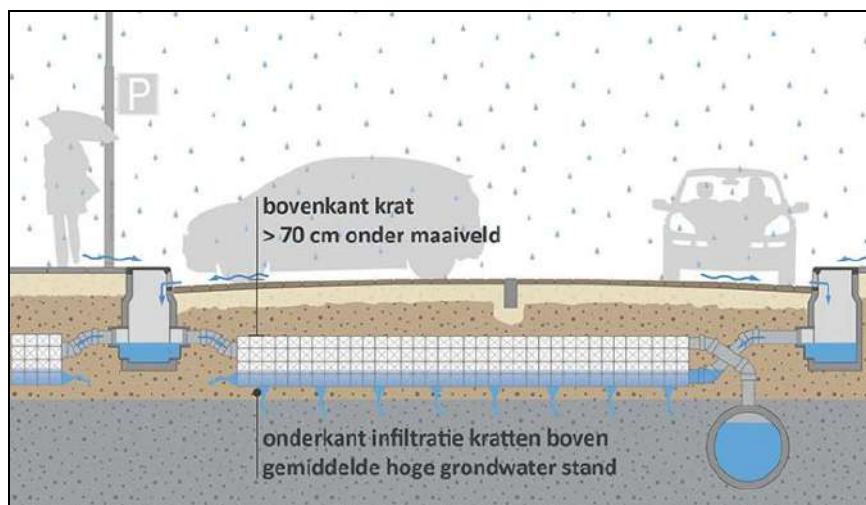 P
bovenkant krat
> 70 cm onder maaiveld
onderkant infiltratie kratten boven
gemiddelde hoge grondwater stand